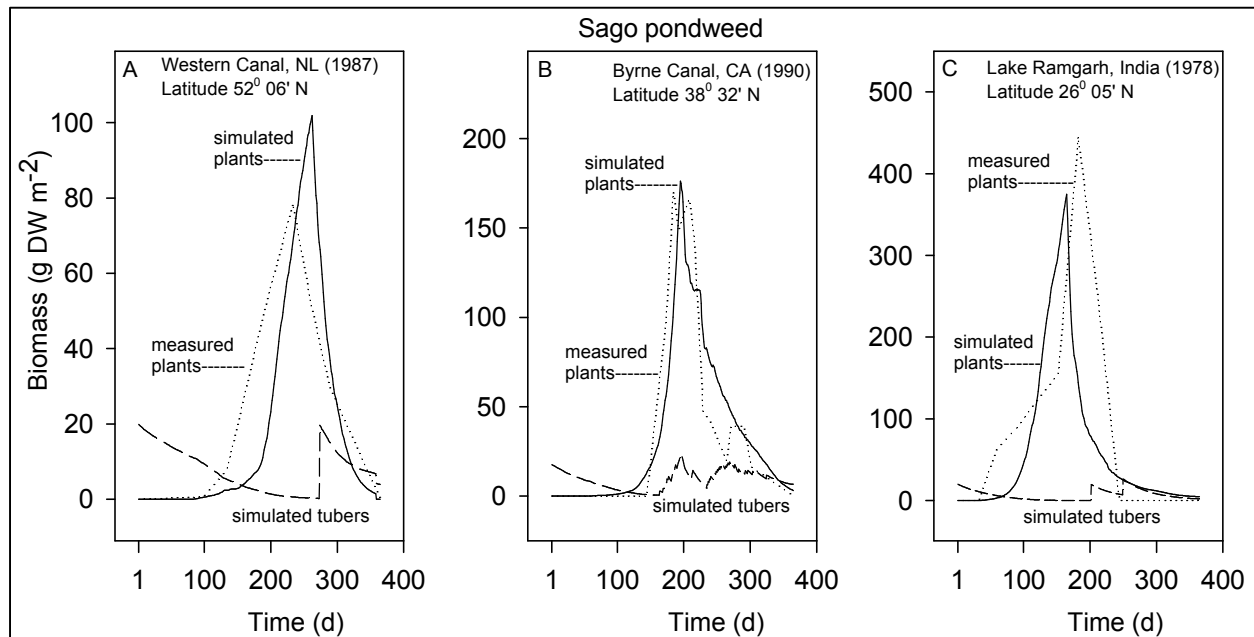 Sago pondweed
A
Western Canal, NL (1987)
Latitude 52⁰ 06' N
simulated
plants
measured
plants
simulated tubers
100
80
60
40
20
0
Biomass (g DW m⁻²)
1 100 200 300 400
Time (d)
B
Byrne Canal, CA (1990)
Latitude 38⁰ 32' N
simulated
plants
measured
plants
simulated tubers
200
150
100
50
0
1 100 200 300 400
Time (d)
C
Lake Ramgarh, India (1978)
Latitude 26⁰ 05' N
measured
plants
simulated
plants
simulated tubers
500
400
300
200
100
0
1 100 200 300 400
Time (d)